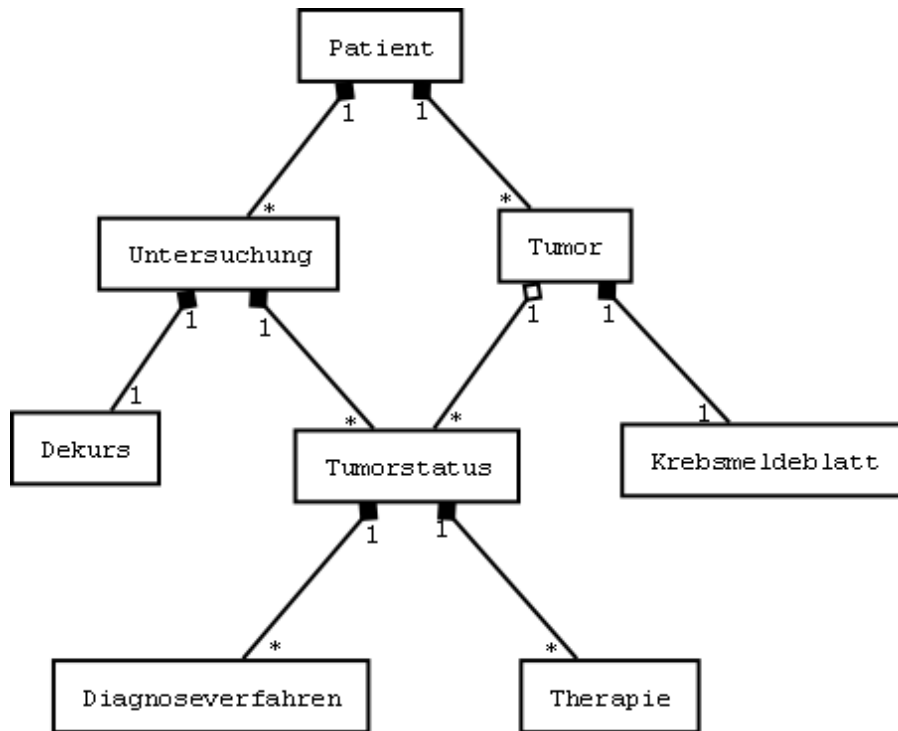 Patient
1 1
* *
Untersuchung Tumor
1 1 1 1
1 * * 1
Dekurs Tumorstatus Krebsmeldeblatt
1 1
* *
Diagnoseverfahren Therapie